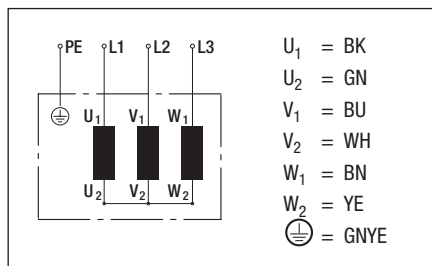 PE L1 L2 L3
U₁ V₁ W₁
U₂ V₂ W₂
U₁ = BK
U₂ = GN
V₁ = BU
V₂ = WH
W₁ = BN
W₂ = YE
= GNYE